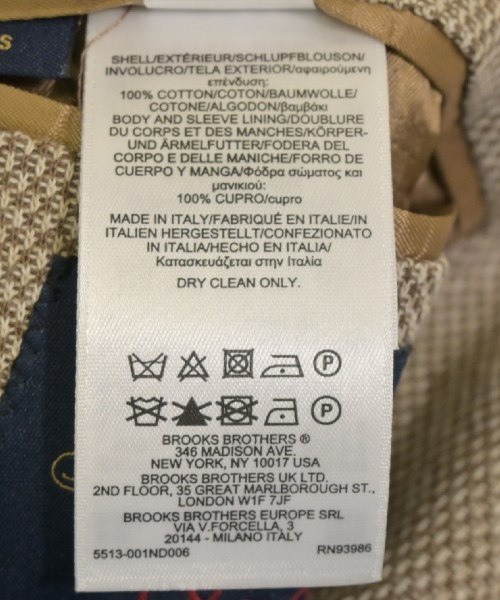 S
SHELL/EXTÉRIEUR/SCHLUPFBLOUSON/
INVOLUCRO/TELA EXTERIOR/αφαιρούμενη
επένδυση:
100% COTTON/COTON/BAUMWOLLE/
COTONE/ALGODON/βαμβάκι
BODY AND SLEEVE LINING/DOUBLURE
DU CORPS ET DES MANCHES/KÖRPER-
UND ÄRMELFUTTER/FODERA DEL
CORPO E DELLE MANICHE/FORRO DE
CUERPO Y MANGA/Φόδρα σώματος και
μανικιού:
100% CUPRO/cupro
MADE IN ITALY/FABRIQUÉ EN ITALIE/IN
ITALIEN HERGESTELLT/CONFEZIONATO
IN ITALIA/HECHO EN ITALIA/
Κατασκευάζεται στην Ιταλία
DRY CLEAN ONLY.
P
P
BROOKS BROTHERS ®
346 MADISON AVE.
NEW YORK, NY 10017 USA
BROOKS BROTHERS UK LTD.
2ND FLOOR, 35 GREAT MARLBOROUGH ST.,
LONDON W1F 7JF
BROOKS BROTHERS EUROPE SRL
VIA V.FORCELLA, 3
20144 - MILANO ITALY
5513-001ND006 RN93986